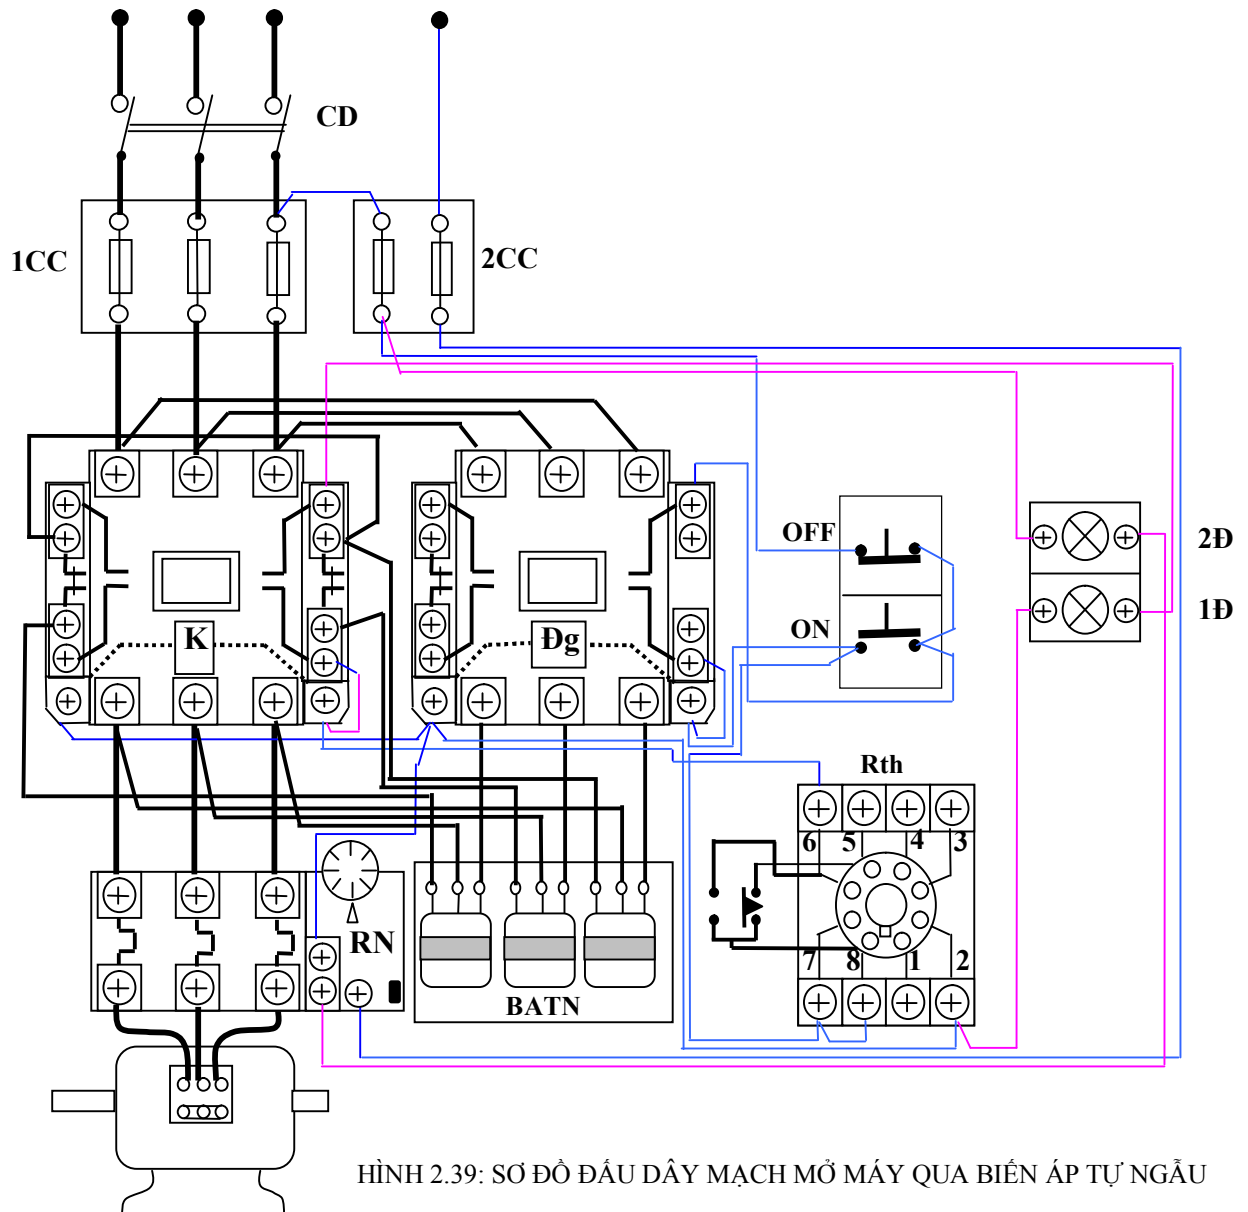 CD
1CC
2CC
OFF
2Đ
1Đ
ON
K
Đg
Rth
6 5 4 3
7 8 1 2
RN
BATN
HÌNH 2.39: SƠ ĐỒ ĐẤU DÂY MẠCH MỞ MÁY QUA BIẾN ÁP TỰ NGẪU